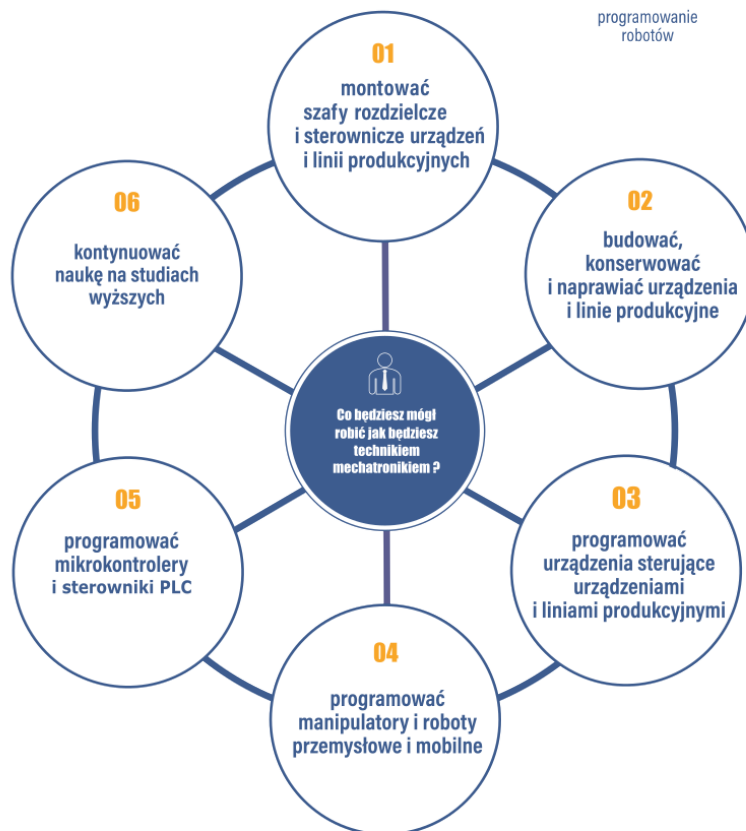 programowanie
robotów
01
montować
szafy rozdzielcze
i sterownicze urządzeń
i linii produkcyjnych
02
budować,
konserwować
i naprawiać urządzenia
i linie produkcyjne
03
programować
urządzenia sterujące
urządzeniami
i liniami produkcyjnymi
04
programować
manipulatory i roboty
przemysłowe i mobilne
05
programować
mikrokontrolery
i sterowniki PLC
06
kontynuować
naukę na studiach
wyższych
Co będziesz mógł
robić jak będziesz
technikiem
mechatronikiem ?